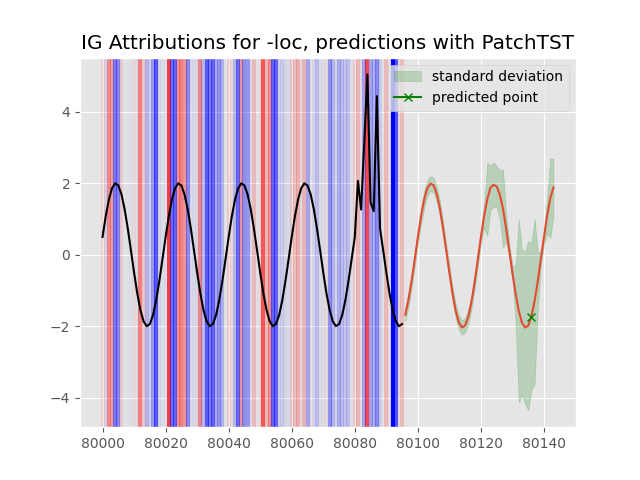 IG Attributions for -loc, predictions with PatchTST
standard deviation
predicted point
4
2
0
−2
−4
80000 80020 80040 80060 80080 80100 80120 80140